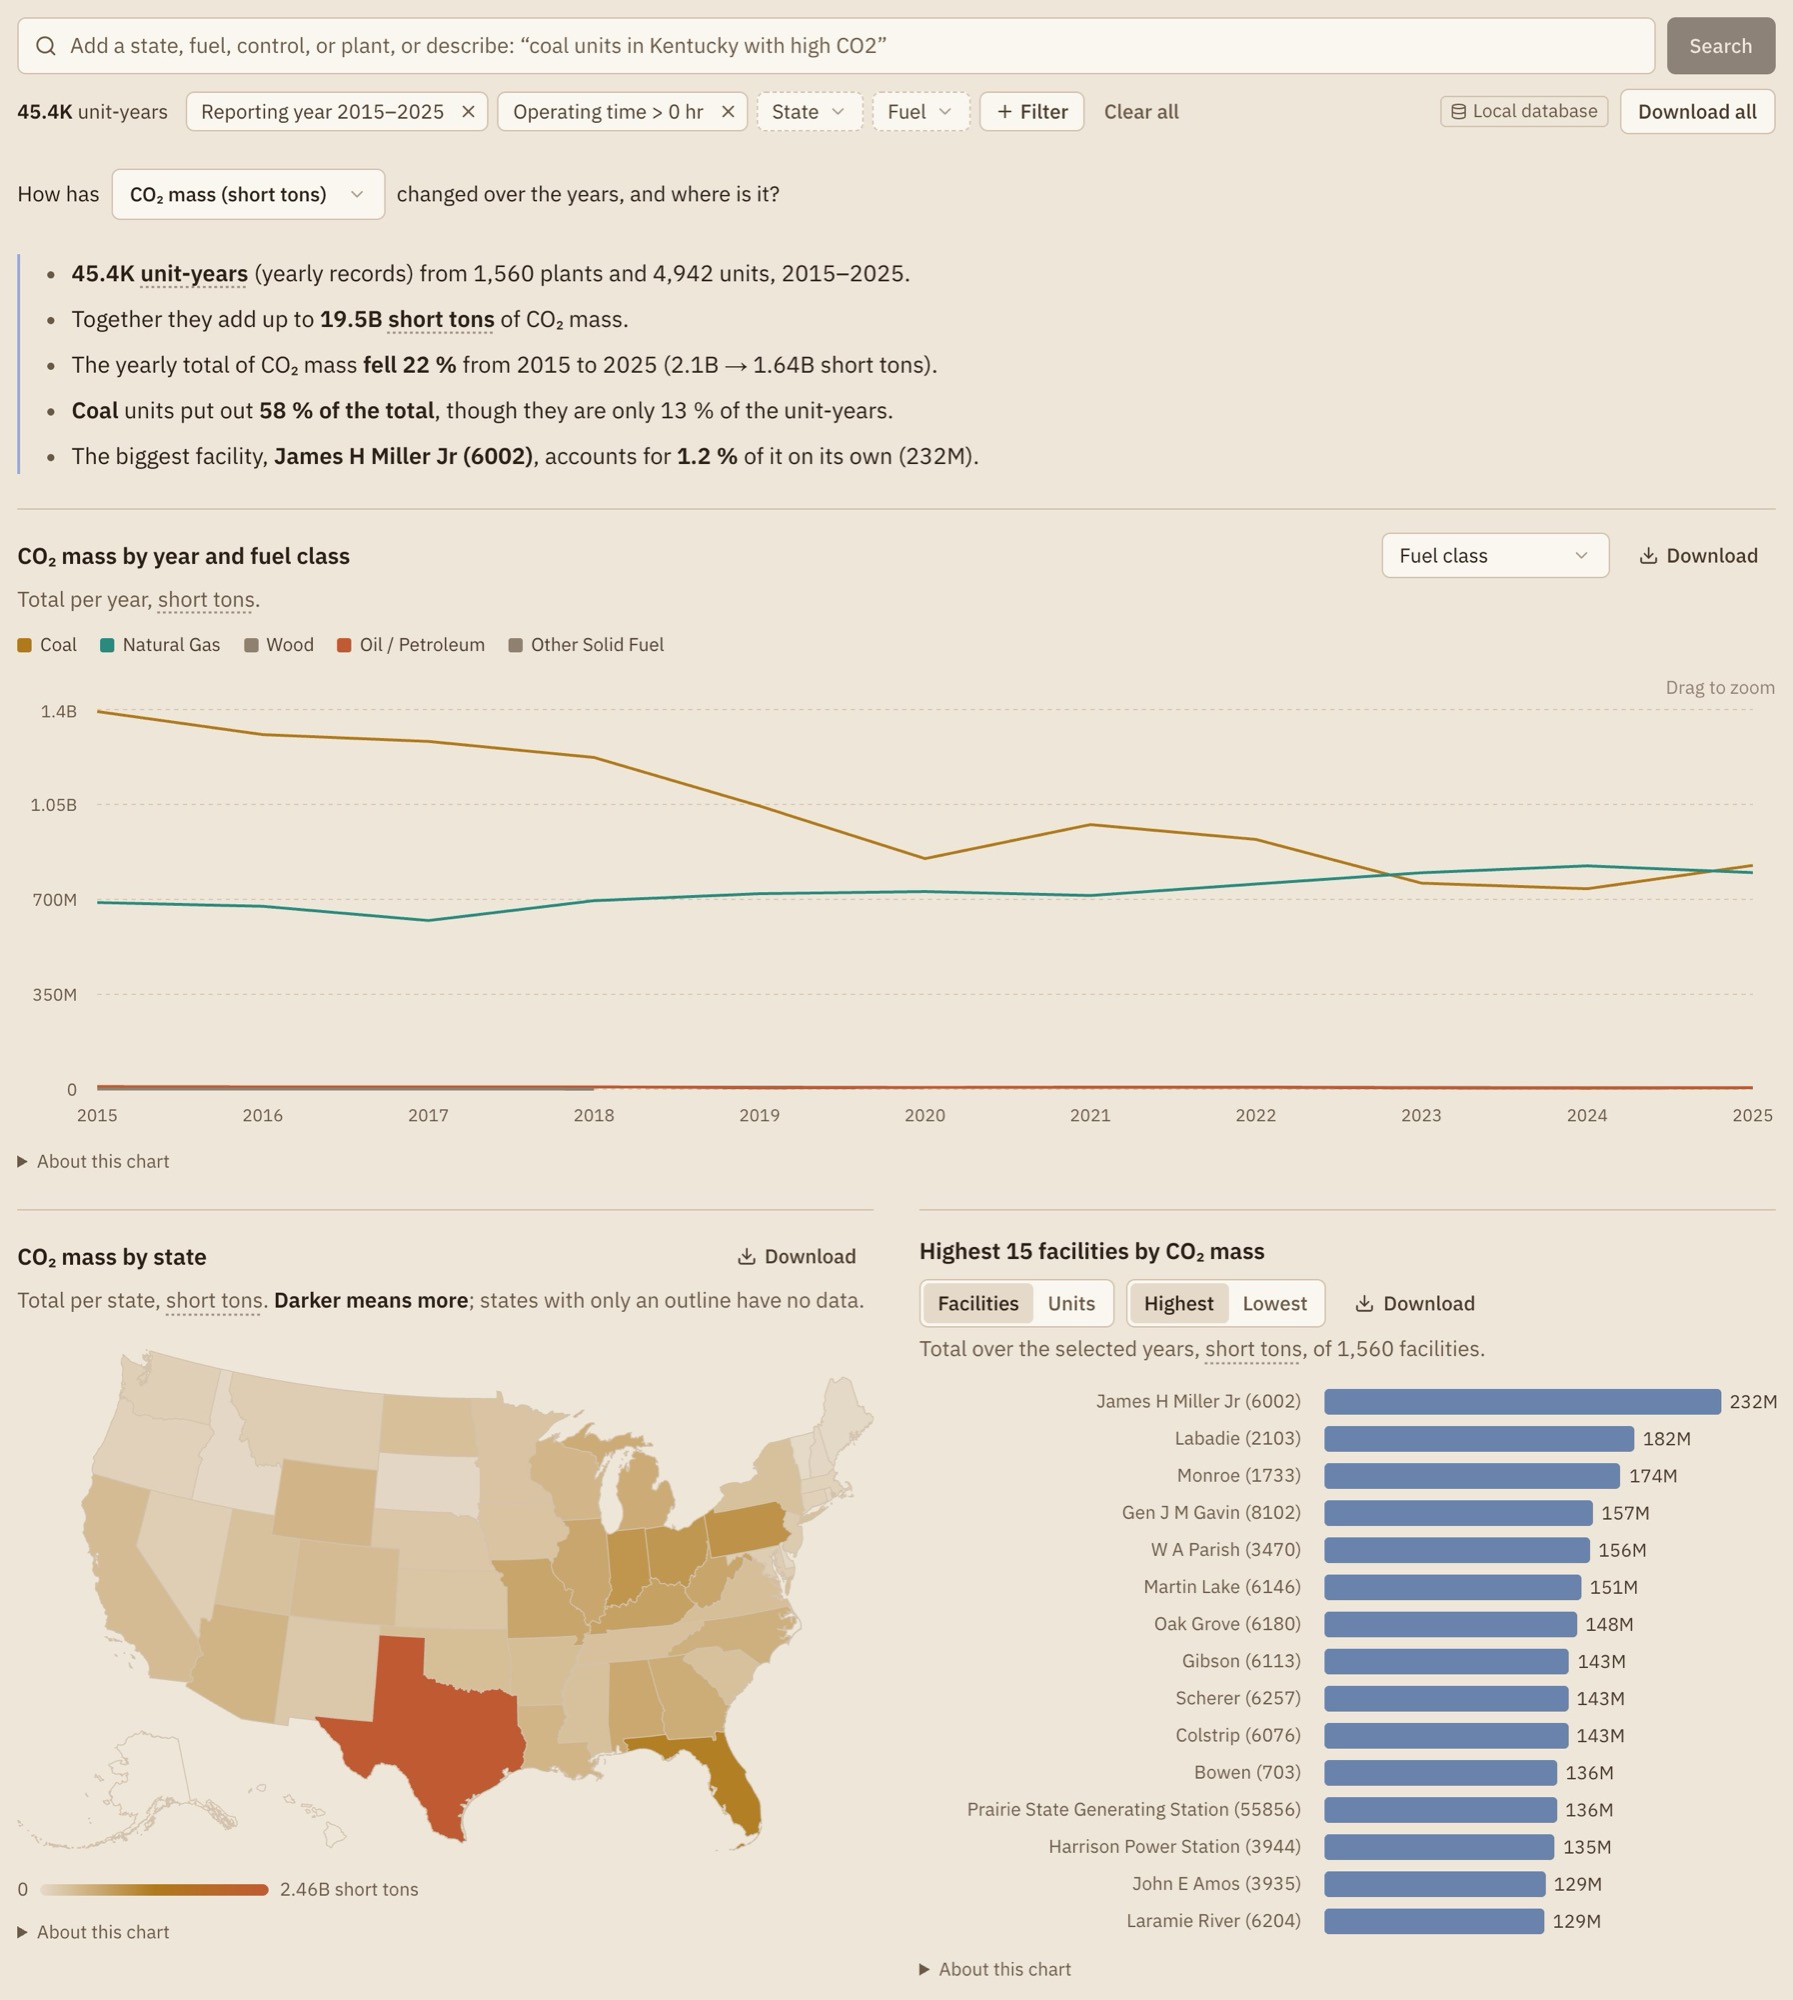 Add a state, fuel, control, or plant, or describe: “coal units in Kentucky with high CO2”
Search
45.4K unit-years
Reporting year 2015–2025 ×
Operating time > 0 hr ×
State
Fuel
+ Filter
Clear all
Local database
Download all
How has CO₂ mass (short tons) changed over the years, and where is it?
• 45.4K unit-years (yearly records) from 1,560 plants and 4,942 units, 2015–2025.
• Together they add up to 19.5B short tons of CO₂ mass.
• The yearly total of CO₂ mass fell 22 % from 2015 to 2025 (2.1B → 1.64B short tons).
• Coal units put out 58 % of the total, though they are only 13 % of the unit-years.
• The biggest facility, James H Miller Jr (6002), accounts for 1.2 % of it on its own (232M).
CO₂ mass by year and fuel class
Fuel class
Download
Total per year, short tons.
Coal
Natural Gas
Wood
Oil / Petroleum
Other Solid Fuel
Drag to zoom
1.4B
1.05B
700M
350M
0
2015 2016 2017 2018 2019 2020 2021 2022 2023 2024 2025
▶ About this chart
CO₂ mass by state
Download
Total per state, short tons. Darker means more; states with only an outline have no data.
0 2.46B short tons
▶ About this chart
Highest 15 facilities by CO₂ mass
Facilities Units
Highest Lowest
Download
Total over the selected years, short tons, of 1,560 facilities.
James H Miller Jr (6002) 232M
Labadie (2103) 182M
Monroe (1733) 174M
Gen J M Gavin (8102) 157M
W A Parish (3470) 156M
Martin Lake (6146) 151M
Oak Grove (6180) 148M
Gibson (6113) 143M
Scherer (6257) 143M
Colstrip (6076) 143M
Bowen (703) 136M
Prairie State Generating Station (55856) 136M
Harrison Power Station (3944) 135M
John E Amos (3935) 129M
Laramie River (6204) 129M
▶ About this chart